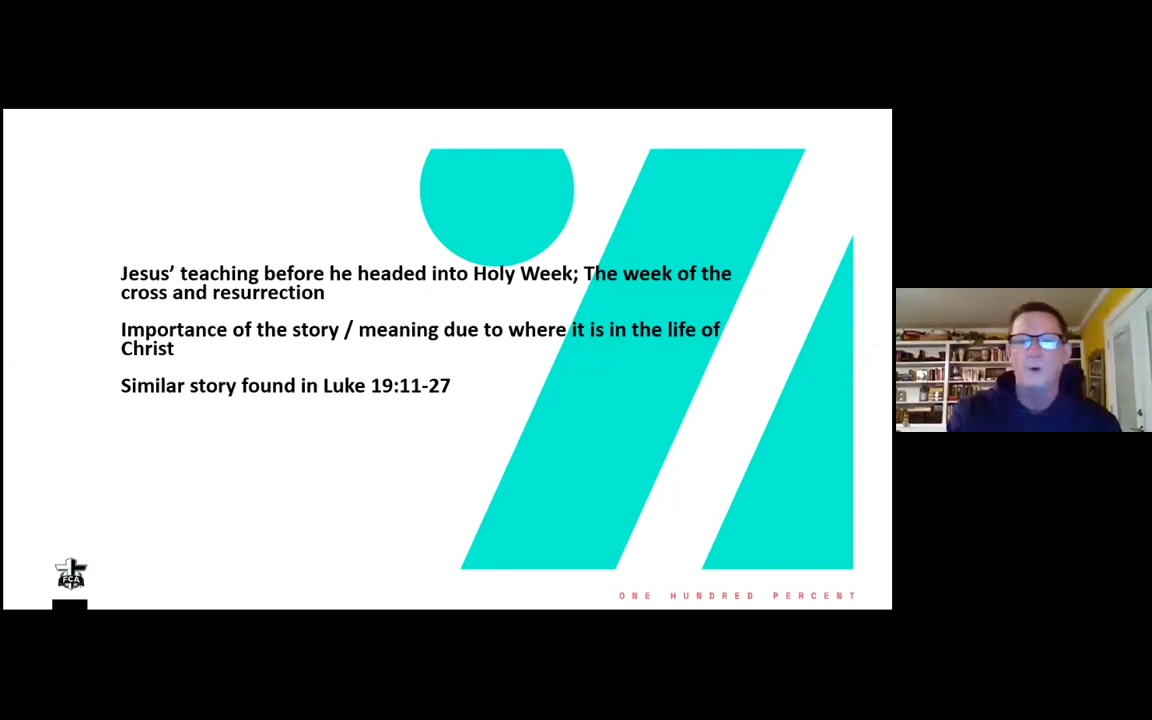 Jesus’ teaching before he headed into Holy Week; The week of the
cross and resurrection
Importance of the story / meaning due to where it is in the life of
Christ
Similar story found in Luke 19:11-27
FCA
ONE HUNDRED PERCENT